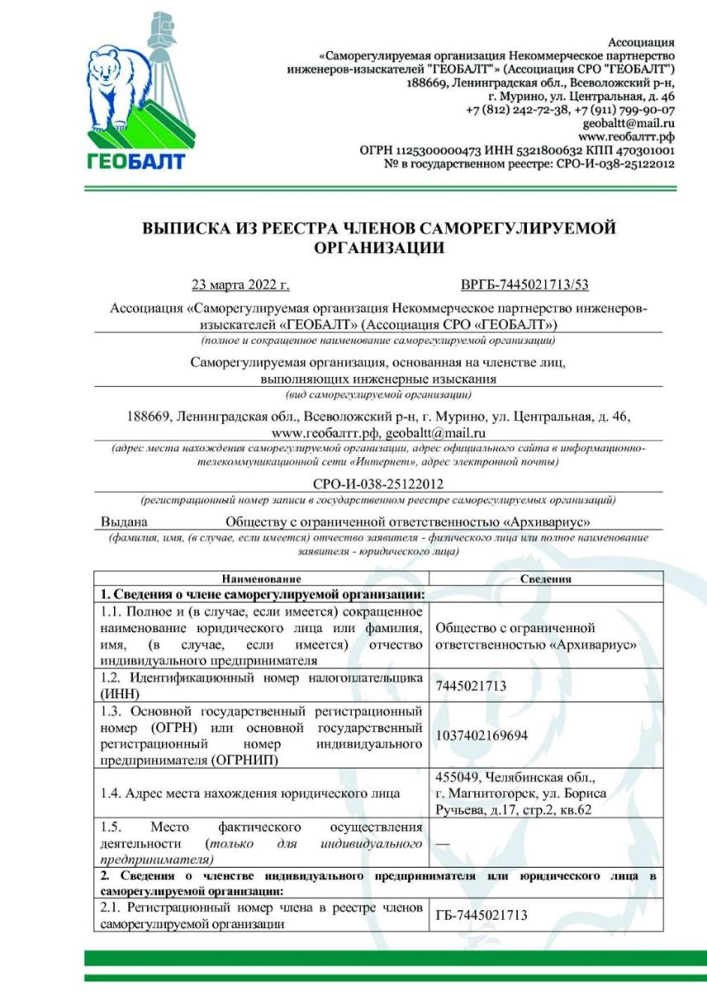 ГЕОБАЛТ
Ассоциация
«Саморегулируемая организация Некоммерческое партнерство
инженеров-изыскателей "ГЕОБАЛТ"» (Ассоциация СРО "ГЕОБАЛТ")
188669, Ленинградская обл., Всеволожский р-н,
г. Мурино, ул. Центральная, д. 46
+7 (812) 242-72-38, +7 (911) 799-90-07
geobaltt@mail.ru
www.геобалтт.рф
ОГРН 1125300000473 ИНН 5321800632 КПП 470301001
№ в государственном реестре: СРО-И-038-25122012
ВЫПИСКА ИЗ РЕЕСТРА ЧЛЕНОВ САМОРЕГУЛИРУЕМОЙ
ОРГАНИЗАЦИИ
23 марта 2022 г. ВРГБ-7445021713/53
Ассоциация «Саморегулируемая организация Некоммерческое партнерство инженеров-
изыскателей «ГЕОБАЛТ» (Ассоциация СРО «ГЕОБАЛТ»)
(полное и сокращенное наименование саморегулируемой организации)
Саморегулируемая организация, основанная на членстве лиц,
выполняющих инженерные изыскания
(вид саморегулируемой организации)
188669, Ленинградская обл., Всеволожский р-н, г. Мурино, ул. Центральная, д. 46,
www.геобалтт.рф, geobaltt@mail.ru
(адрес места нахождения саморегулируемой организации, адрес официального сайта в информационно-
телекоммуникационной сети «Интернет», адрес электронной почты)
СРО-И-038-25122012
(регистрационный номер записи в государственном реестре саморегулируемых организаций)
Выдана Обществу с ограниченной ответственностью «Архивариус»
(фамилия, имя, (в случае, если имеется) отчество заявителя - физического лица или полное наименование
заявителя - юридического лица)
Наименование Сведения
1. Сведения о члене саморегулируемой организации:
1.1. Полное и (в случае, если имеется) сокращенное
наименование юридического лица или фамилия,
имя, (в случае, если имеется) отчество
индивидуального предпринимателя
Общество с ограниченной
ответственностью «Архивариус»
1.2. Идентификационный номер налогоплательщика
(ИНН)
7445021713
1.3. Основной государственный регистрационный
номер (ОГРН) или основной государственный
регистрационный номер индивидуального
предпринимателя (ОГРНИП)
1037402169694
1.4. Адрес места нахождения юридического лица
455049, Челябинская обл.,
г. Магнитогорск, ул. Бориса
Ручьева, д.17, стр.2, кв.62
1.5. Место фактического осуществления
деятельности (только для индивидуального
предпринимателя)
—
2. Сведения о членстве индивидуального предпринимателя или юридического лица в
саморегулируемой организации:
2.1. Регистрационный номер члена в реестре членов
саморегулируемой организации
ГБ-7445021713